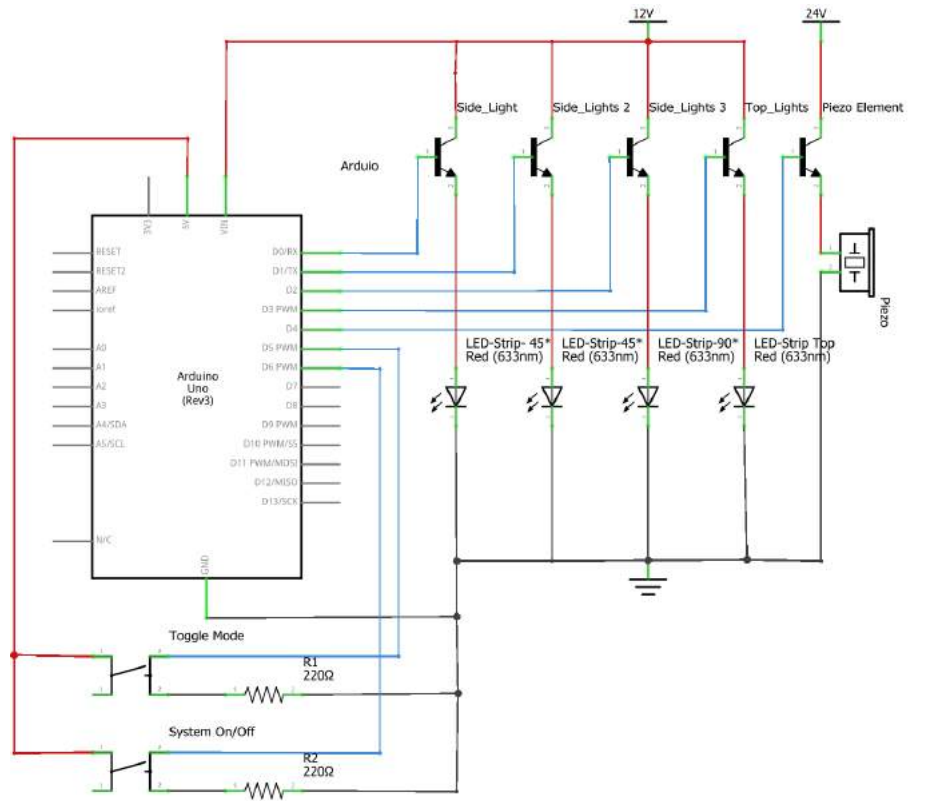 12V
24V
Side_Light
Side_Lights 2
Side_Lights 3
Top_Lights
Piezo Element
Arduio
3V3
5V
VIN
RESET
RESET2
AREF
ioref
A0
A1
A2
A3
A4/SDA
A5/SCL
N/C
D0/RX
D1/TX
D2
D3 PWM
D4
D5 PWM
D6 PWM
D7
D8
D9 PWM
D10 PWM/SS
D11 PWM/MOSI
D12/MISO
D13/SCK
GND
Arduino
Uno
(Rev3)
Piezo
LED-Strip- 45*
Red (633nm)
LED-Strip-45*
Red (633nm)
LED-Strip-90*
Red (633nm)
LED-Strip Top
Red (633nm)
Toggle Mode
R1
220Ω
System On/Off
R2
220Ω